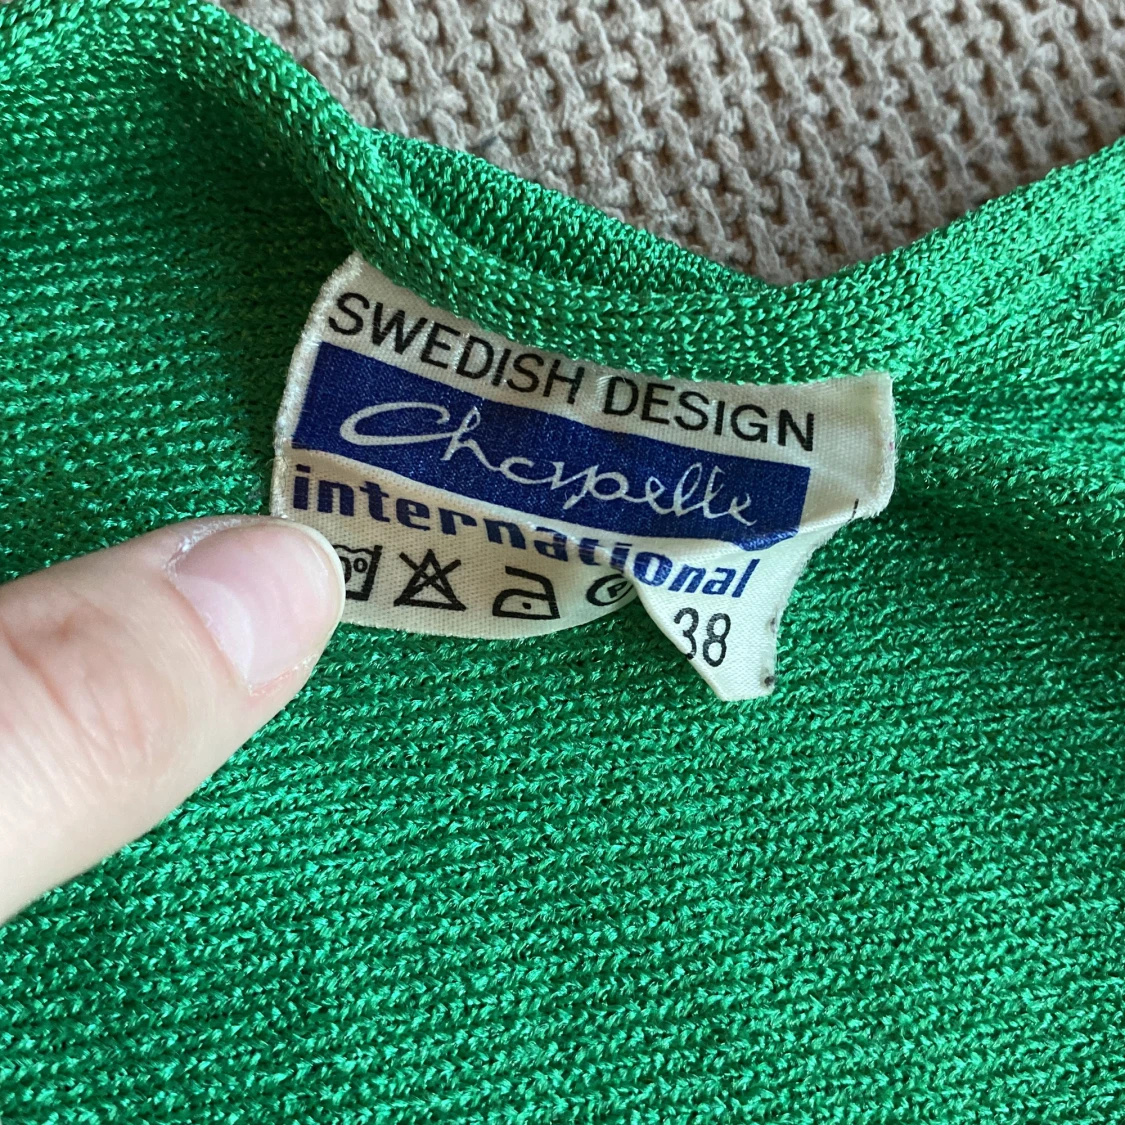 SWEDISH DESIGN
Chapelle
international
38